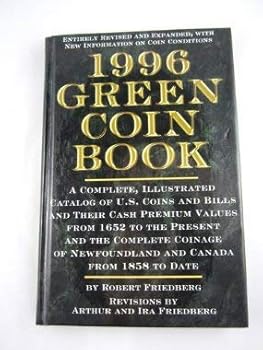 Entirely Revised and Expanded, with
New Information on Coin Conditions
1996
GREEN
COIN
BOOK
A Complete, Illustrated
Catalog of U.S. Coins and Bills
and Their Cash Premium Values
from 1652 to the Present
and the Complete Coinage
of Newfoundland and Canada
from 1858 to Date
by Robert Friedberg
Revisions by
Arthur and Ira Friedberg